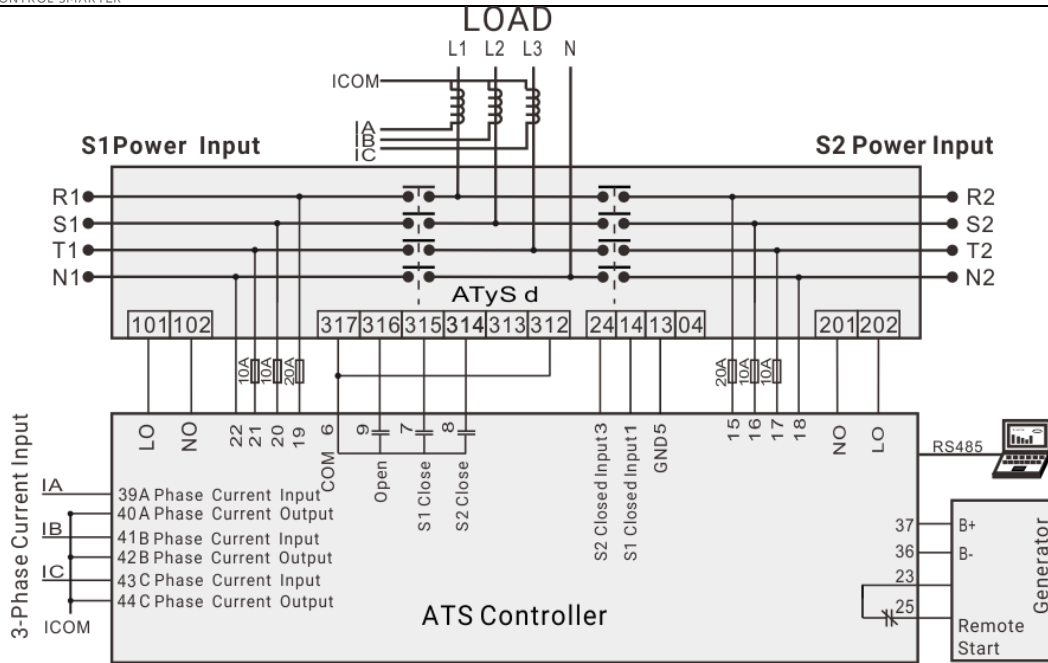 CONTROL SMARTER
LOAD
L1 L2 L3 N
ICOM
IA
IB
IC
S1Power Input
S2 Power Input
R1
R2
S1
S2
T1
T2
N1
N2
ATyS d
101 102 317 316 315 314 313 312 24 14 13 04 201 202
10A 10A 20A 20A 10A 10A
LO NO 22 21 20 19 6 COM 9 Open 7 S1 Close 8 S2 Close S2 Closed Input3 S1 Closed Input1 GND5 15 16 17 18 NO LO
RS485
3-Phase Current Input
IA
39A Phase Current Input
40A Phase Current Output
IB
41B Phase Current Input
42B Phase Current Output
IC
43C Phase Current Input
44C Phase Current Output
ICOM
ATS Controller
37 B+
36 B-
23
25
Remote
Start
Generator